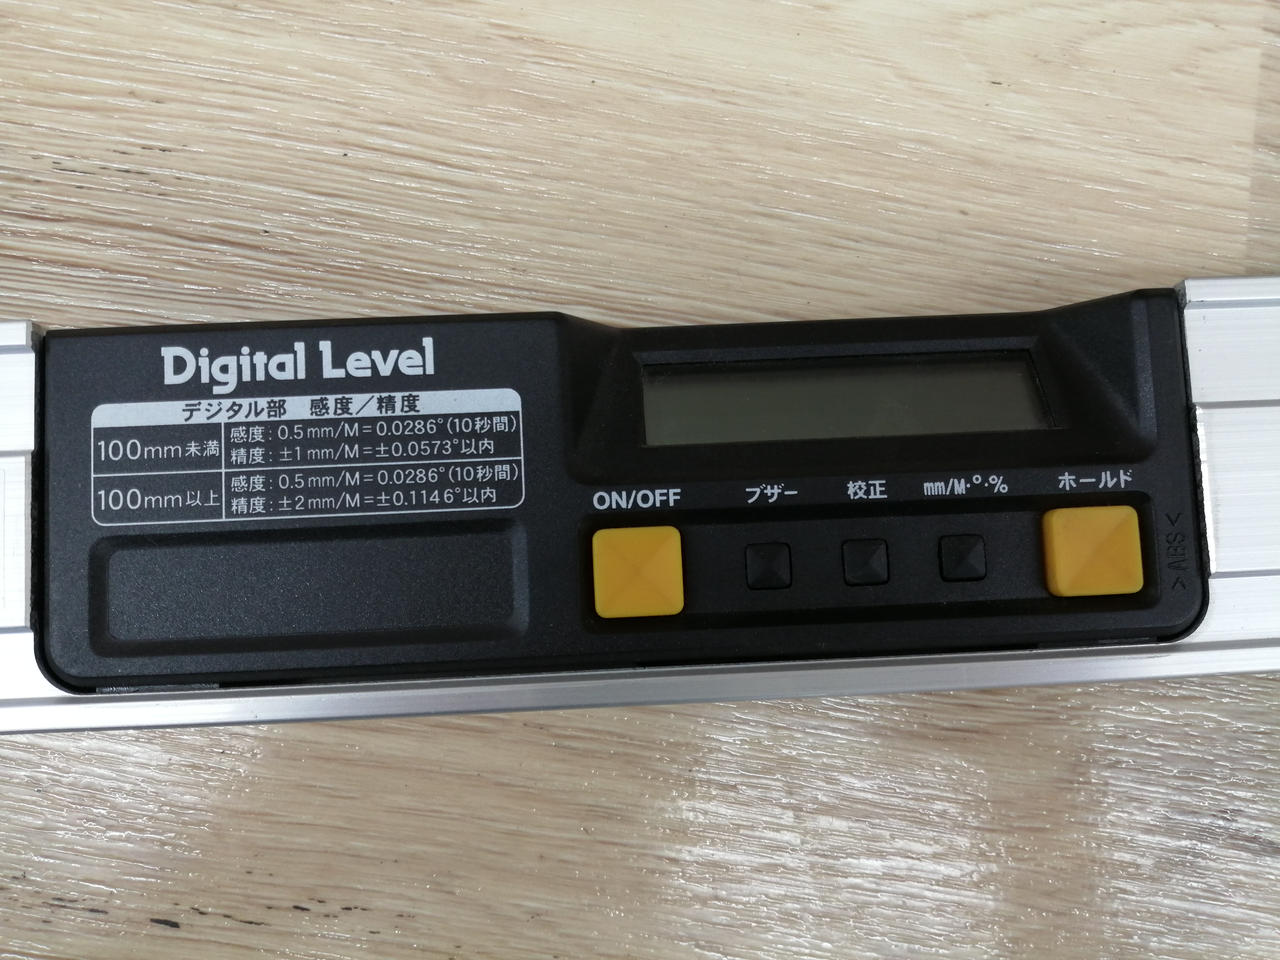 Digital Level
デジタル部 感度／精度
100mm未満
感度：0.5mm/M=0.0286°(10秒間)
精度：±1mm/M=±0.0573°以内
100mm以上
感度：0.5mm/M=0.0286°(10秒間)
精度：±2mm/M=±0.1146°以内
ON/OFF ブザー 校正 mm/M・°・% ホールド
>ABS<